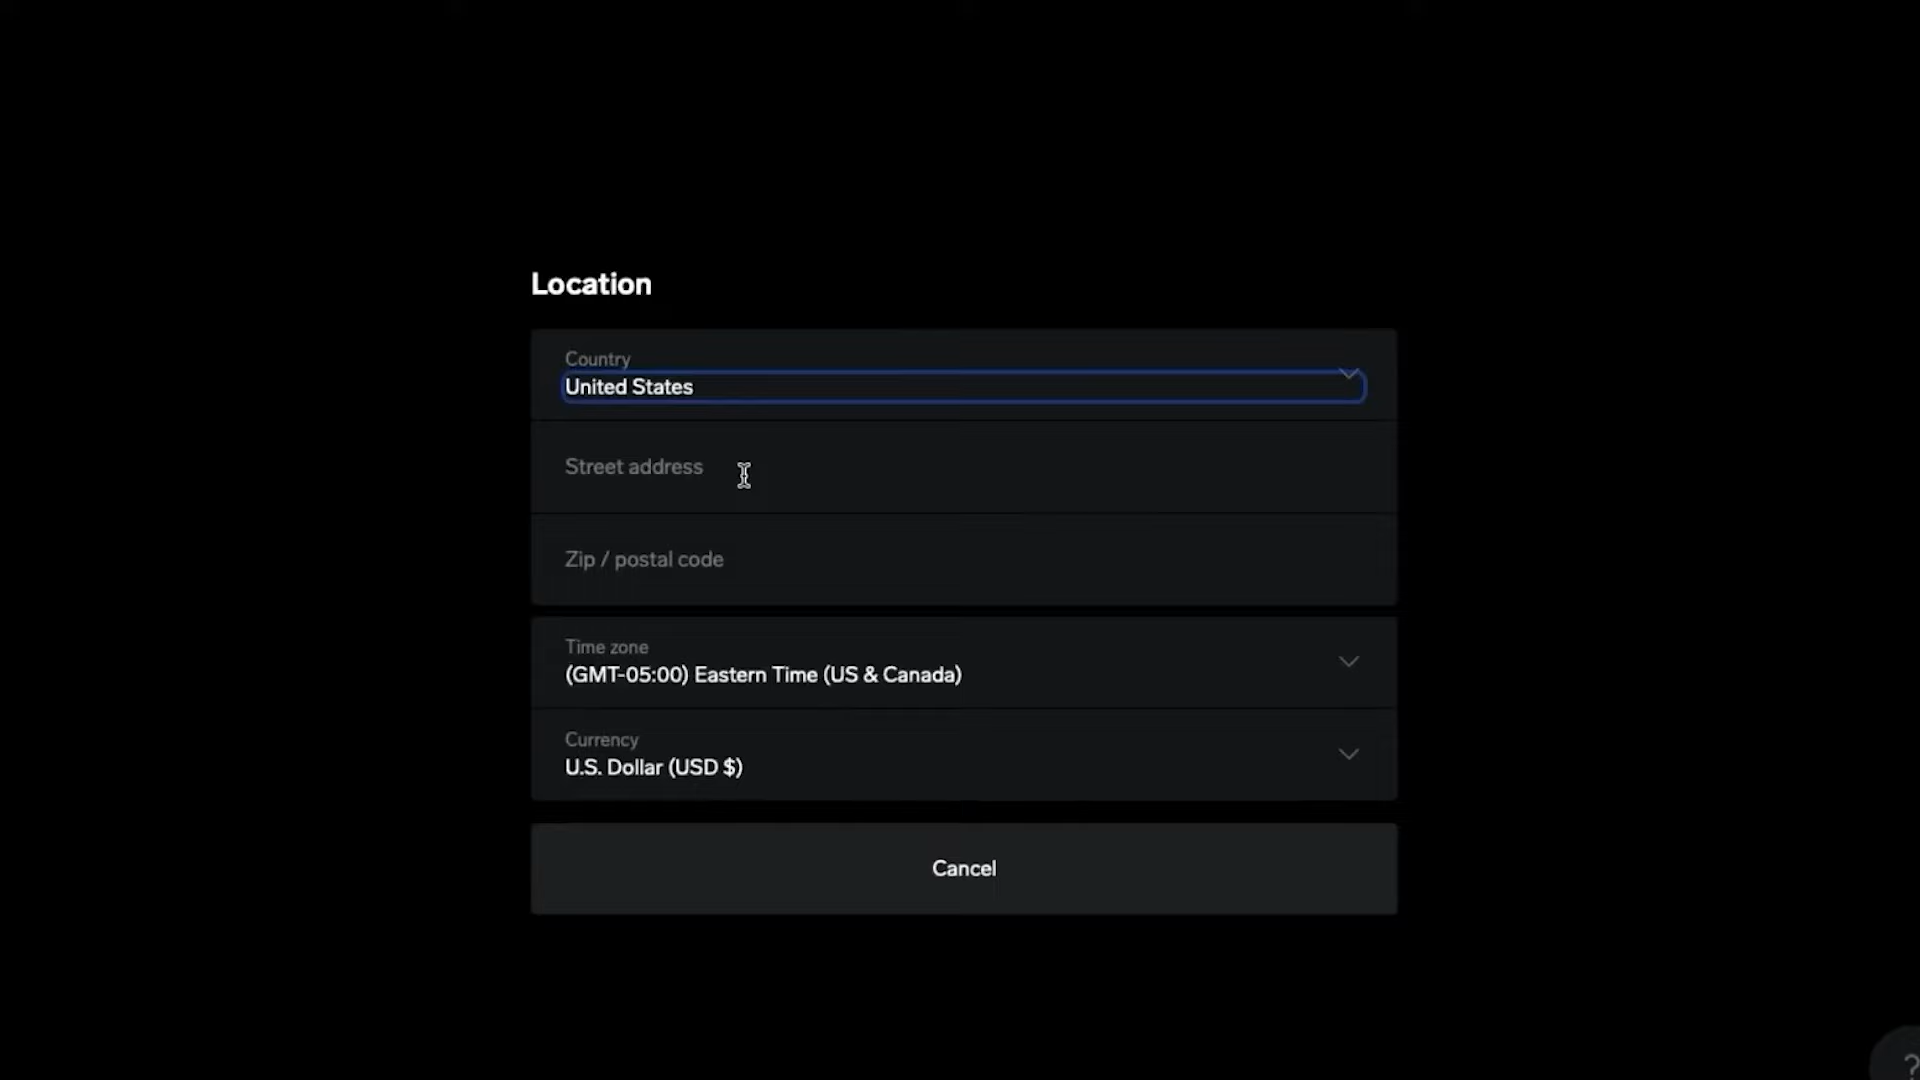 Location
Country
United States
Street address
Zip / postal code
Time zone
(GMT-05:00) Eastern Time (US & Canada)
Currency
U.S. Dollar (USD $)
Cancel
?